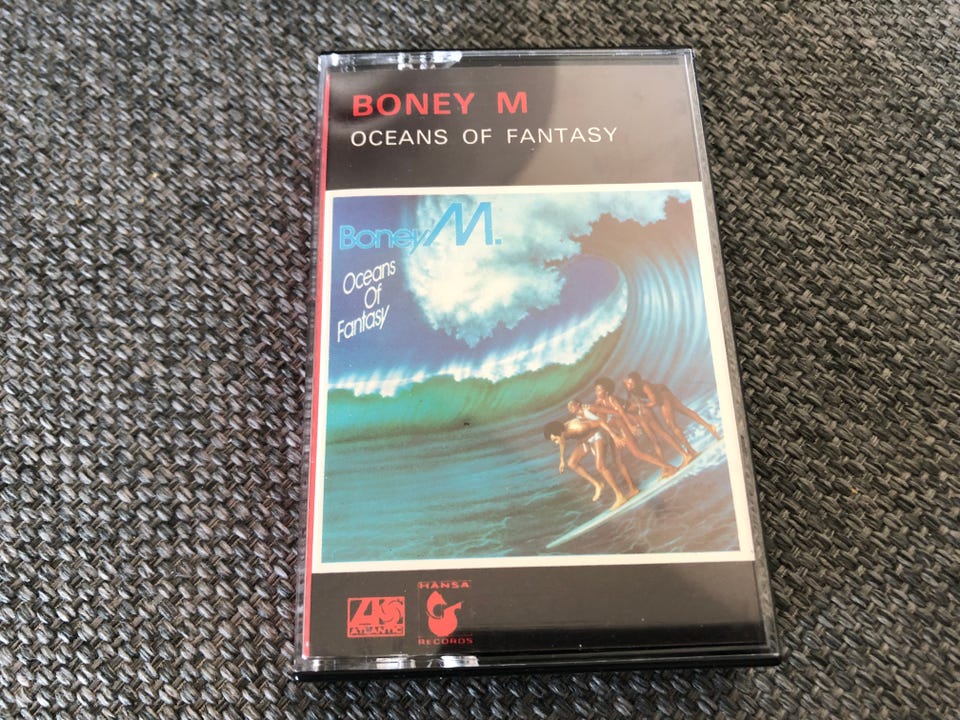 BONEY M
OCEANS OF FANTASY
Boney M.
Oceans
Of
Fantasy
ATLANTIC
HANSA
RECORDS